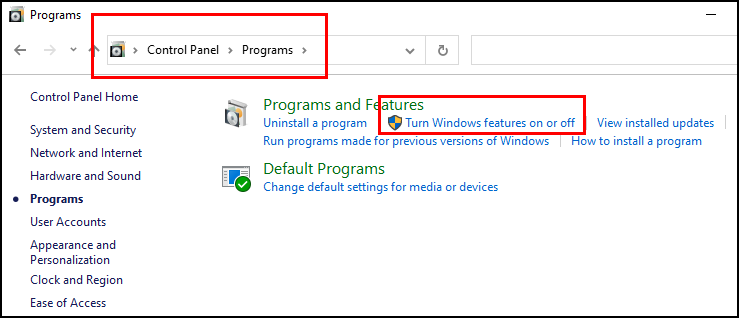 Programs
Control Panel Programs
Control Panel Home
System and Security
Network and Internet
Hardware and Sound
Programs
User Accounts
Appearance and
Personalization
Clock and Region
Ease of Access
Programs and Features
Uninstall a program Turn Windows features on or off View installed updates
Run programs made for previous versions of Windows How to install a program
Default Programs
Change default settings for media or devices